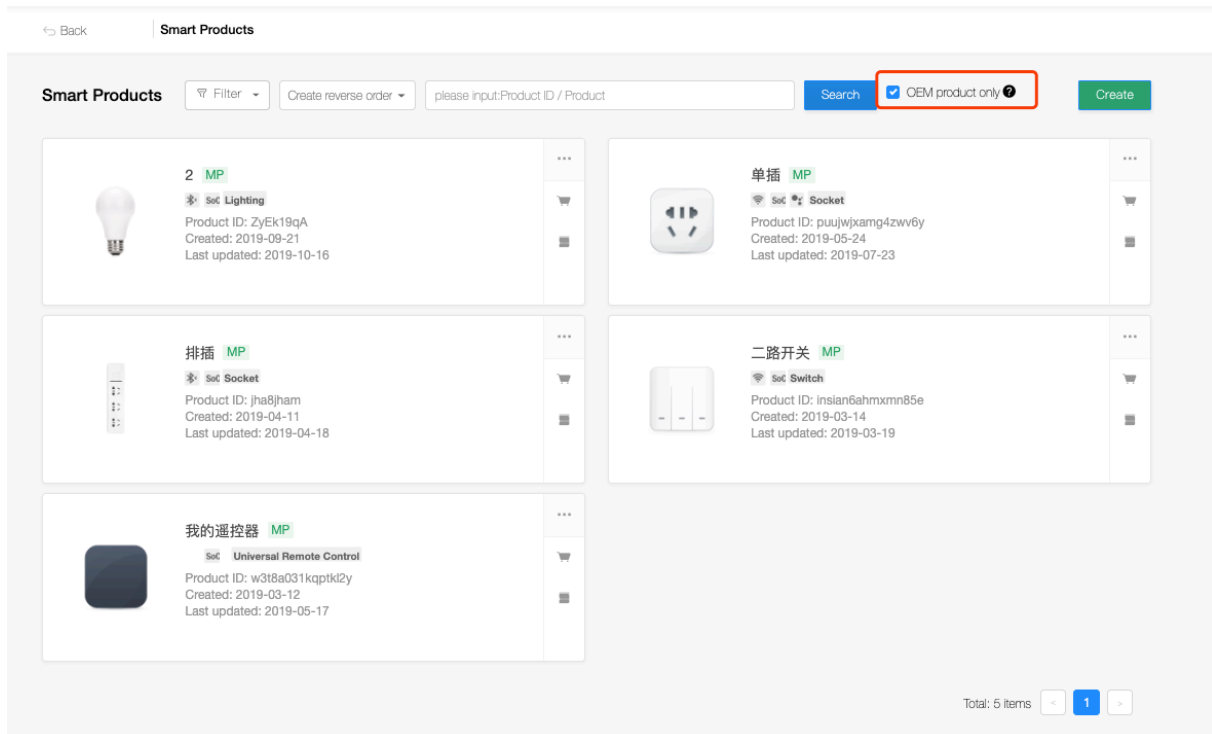 Back
Smart Products
Smart Products
Filter
Create reverse order
please input:Product ID / Product
Search
OEM product only
Create
2 MP
SoC Lighting
Product ID: ZyEk19qA
Created: 2019-09-21
Last updated: 2019-10-16
单插 MP
SoC Socket
Product ID: puujwjxamg4zwv6y
Created: 2019-05-24
Last updated: 2019-07-23
排插 MP
SoC Socket
Product ID: jha8jham
Created: 2019-04-11
Last updated: 2019-04-18
二路开关 MP
SoC Switch
Product ID: insian6ahmxmn85e
Created: 2019-03-14
Last updated: 2019-03-19
我的遥控器 MP
SoC Universal Remote Control
Product ID: w3t8a031kqptkl2y
Created: 2019-03-12
Last updated: 2019-05-17
Total: 5 items < 1 >